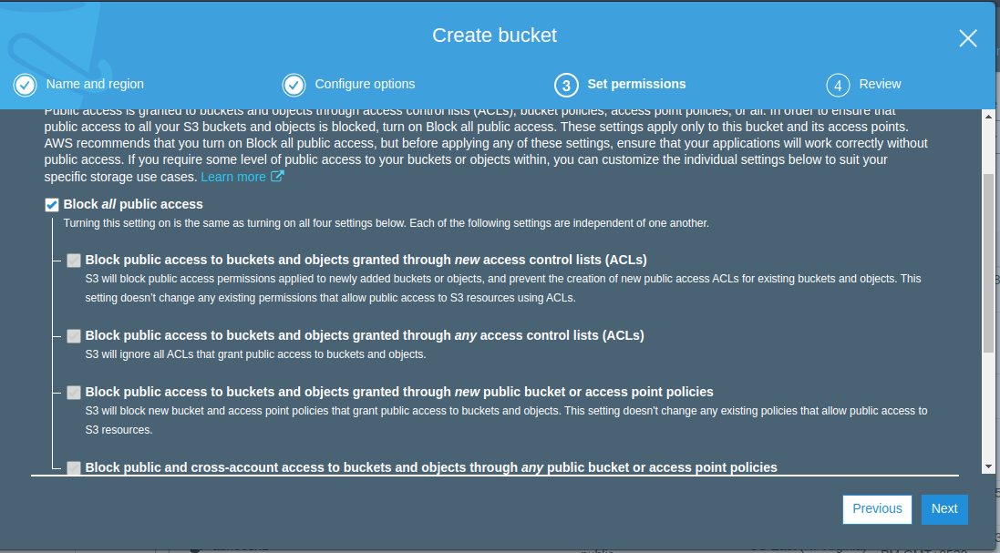 Create bucket
Name and region
Configure options
3 Set permissions
4 Review
Public access is granted to buckets and objects through access control lists (ACLs), bucket policies, access point policies, or all. In order to ensure that
public access to all your S3 buckets and objects is blocked, turn on Block all public access. These settings apply only to this bucket and its access points.
AWS recommends that you turn on Block all public access, but before applying any of these settings, ensure that your applications will work correctly without
public access. If you require some level of public access to your buckets or objects within, you can customize the individual settings below to suit your
specific storage use cases. Learn more
Block all public access
Turning this setting on is the same as turning on all four settings below. Each of the following settings are independent of one another.
Block public access to buckets and objects granted through new access control lists (ACLs)
S3 will block public access permissions applied to newly added buckets or objects, and prevent the creation of new public access ACLs for existing buckets and objects. This
setting doesn't change any existing permissions that allow public access to S3 resources using ACLs.
Block public access to buckets and objects granted through any access control lists (ACLs)
S3 will ignore all ACLs that grant public access to buckets and objects.
Block public access to buckets and objects granted through new public bucket or access point policies
S3 will block new bucket and access point policies that grant public access to buckets and objects. This setting doesn't change any existing policies that allow public access to
S3 resources.
Block public and cross-account access to buckets and objects through any public bucket or access point policies
Previous
Next